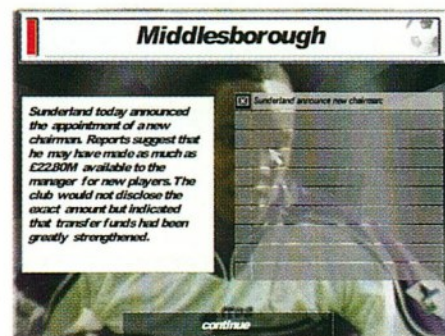 Middlesborough
Sunderland today announced
the appointment of a new
chairman. Reports suggest that
he may have made as much as
£22.80M available to the
manager for new players. The
club would not disclose the
exact amount but indicated
that transfer funds had been
greatly strengthened.
Sunderland announce new chairman:
continue